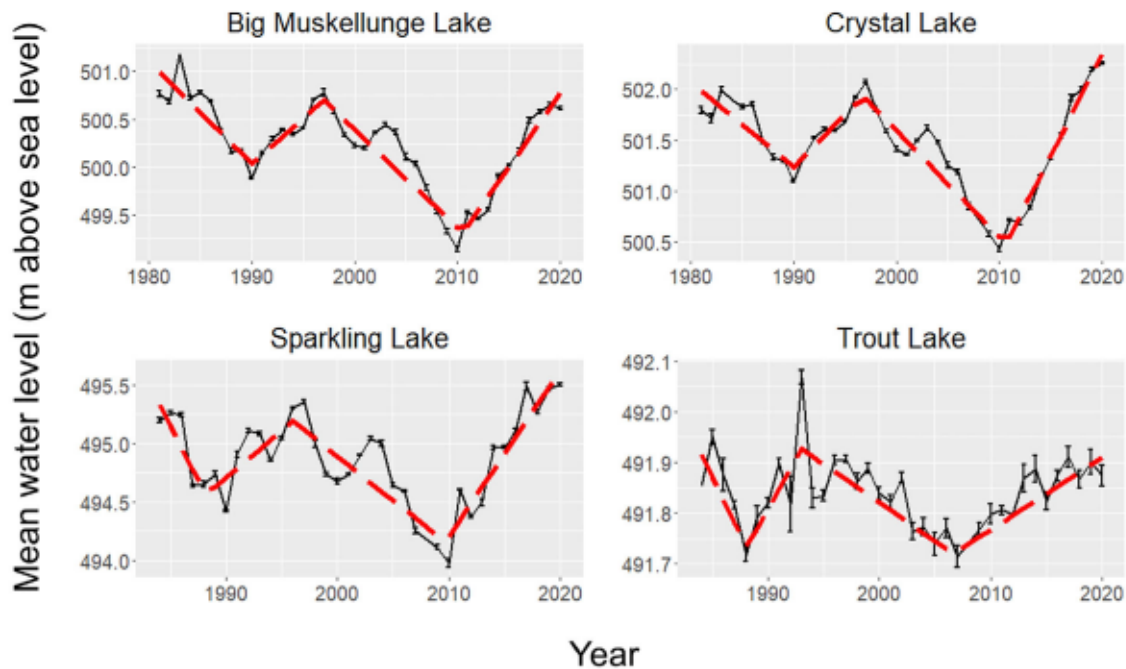 Mean water level (m above sea level)
Big Muskellunge Lake
501.0
500.5
500.0
499.5
1980 1990 2000 2010 2020
Crystal Lake
502.0
501.5
501.0
500.5
1980 1990 2000 2010 2020
Sparkling Lake
495.5
495.0
494.5
494.0
1990 2000 2010 2020
Trout Lake
492.1
492.0
491.9
491.8
491.7
1990 2000 2010 2020
Year